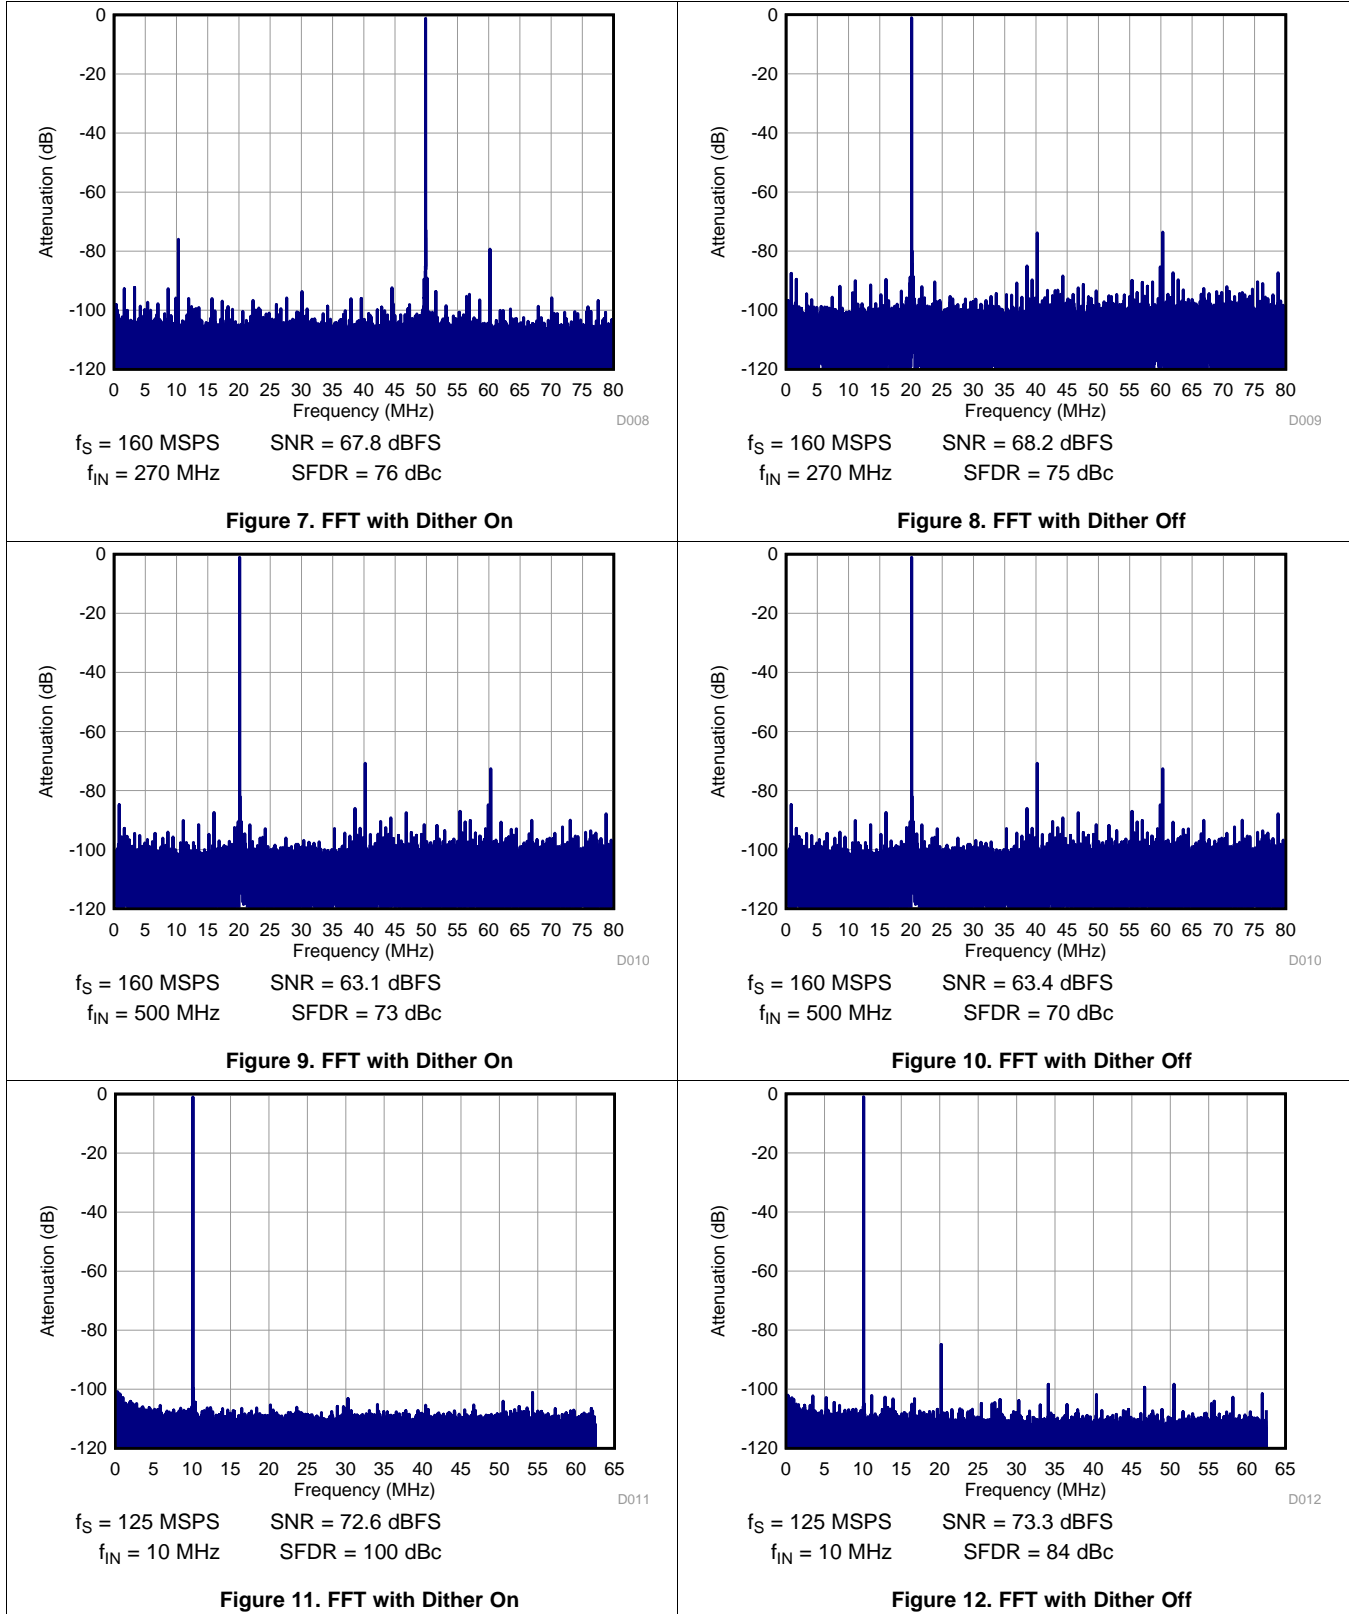 0
-20
-40
-60
-80
-100
-120
Attenuation (dB)
0 5 10 15 20 25 30 35 40 45 50 55 60 65 70 75 80
Frequency (MHz)
D008
fS = 160 MSPS SNR = 67.8 dBFS
fIN = 270 MHz SFDR = 76 dBc
Figure 7. FFT with Dither On
0
-20
-40
-60
-80
-100
-120
Attenuation (dB)
0 5 10 15 20 25 30 35 40 45 50 55 60 65 70 75 80
Frequency (MHz)
D009
fS = 160 MSPS SNR = 68.2 dBFS
fIN = 270 MHz SFDR = 75 dBc
Figure 8. FFT with Dither Off
0
-20
-40
-60
-80
-100
-120
Attenuation (dB)
0 5 10 15 20 25 30 35 40 45 50 55 60 65 70 75 80
Frequency (MHz)
D010
fS = 160 MSPS SNR = 63.1 dBFS
fIN = 500 MHz SFDR = 73 dBc
Figure 9. FFT with Dither On
0
-20
-40
-60
-80
-100
-120
Attenuation (dB)
0 5 10 15 20 25 30 35 40 45 50 55 60 65 70 75 80
Frequency (MHz)
D010
fS = 160 MSPS SNR = 63.4 dBFS
fIN = 500 MHz SFDR = 70 dBc
Figure 10. FFT with Dither Off
0
-20
-40
-60
-80
-100
-120
Attenuation (dB)
0 5 10 15 20 25 30 35 40 45 50 55 60 65
Frequency (MHz)
D011
fS = 125 MSPS SNR = 72.6 dBFS
fIN = 10 MHz SFDR = 100 dBc
Figure 11. FFT with Dither On
0
-20
-40
-60
-80
-100
-120
Attenuation (dB)
0 5 10 15 20 25 30 35 40 45 50 55 60 65
Frequency (MHz)
D012
fS = 125 MSPS SNR = 73.3 dBFS
fIN = 10 MHz SFDR = 84 dBc
Figure 12. FFT with Dither Off